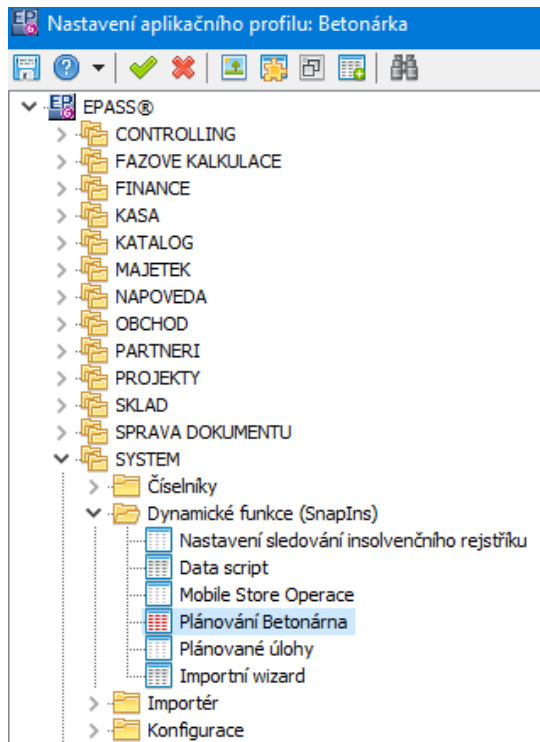 Nastavení aplikačního profilu: Betonárka
EPASS®
CONTROLLING
FAZOVE KALKULACE
FINANCE
KASA
KATALOG
MAJETEK
NAPOVEDA
OBCHOD
PARTNERI
PROJEKTY
SKLAD
SPRAVA DOKUMENTU
SYSTEM
Číselníky
Dynamické funkce (SnapIns)
Nastavení sledování insolvenčního rejstříku
Data script
Mobile Store Operace
Plánování Betonárna
Plánované úlohy
Importní wizard
Importér
Konfigurace